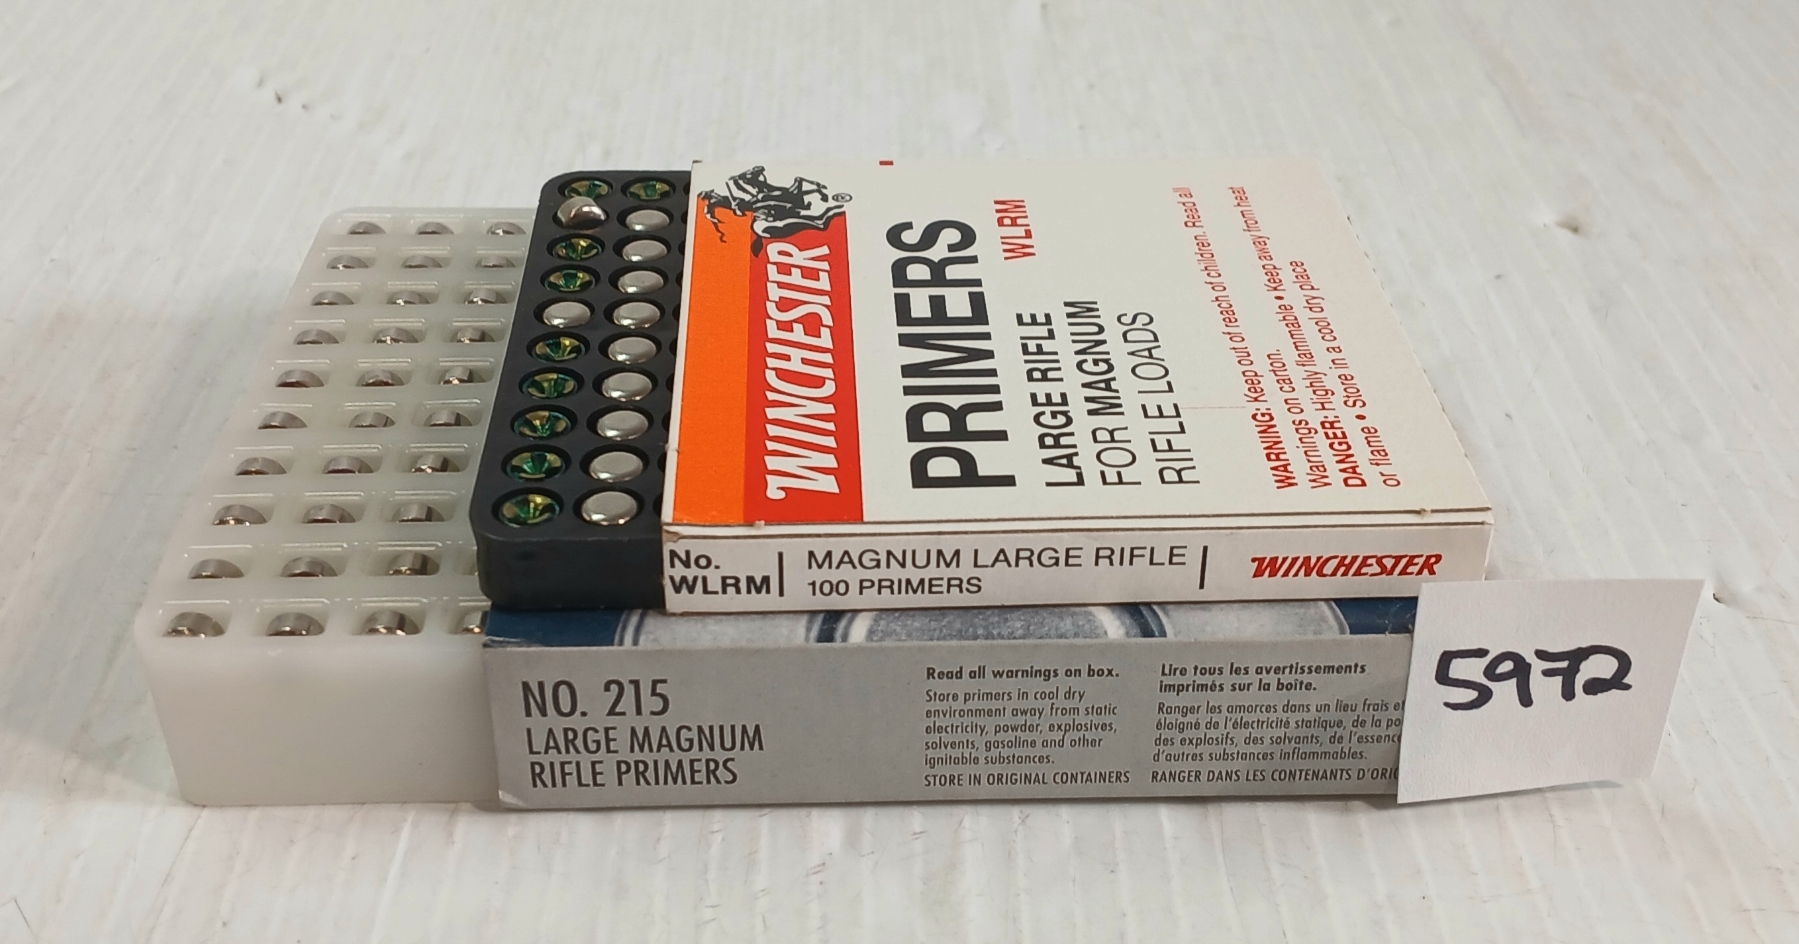 WINCHESTER
®
PRIMERS
WLRM
LARGE RIFLE
FOR MAGNUM
RIFLE LOADS
WARNING: Keep out of reach of children. Read all
Warnings on carton.
DANGER: Highly flammable • Keep away from heat
or flame • Store in a cool dry place
No.
WLRM
MAGNUM LARGE RIFLE
100 PRIMERS
WINCHESTER
NO. 215
LARGE MAGNUM
RIFLE PRIMERS
Read all warnings on box.
Store primers in cool dry
environment away from static
electricity, powder, explosives,
solvents, gasoline and other
ignitable substances.
STORE IN ORIGINAL CONTAINERS
Lire tous les avertissements
imprimés sur la boîte.
Ranger les amorces dans un lieu frais
éloigné de l'électricité statique, de la
des explosifs, des solvants, de
d'autres substances inflammables.
RANGER DANS LES CONTENANTS
5972